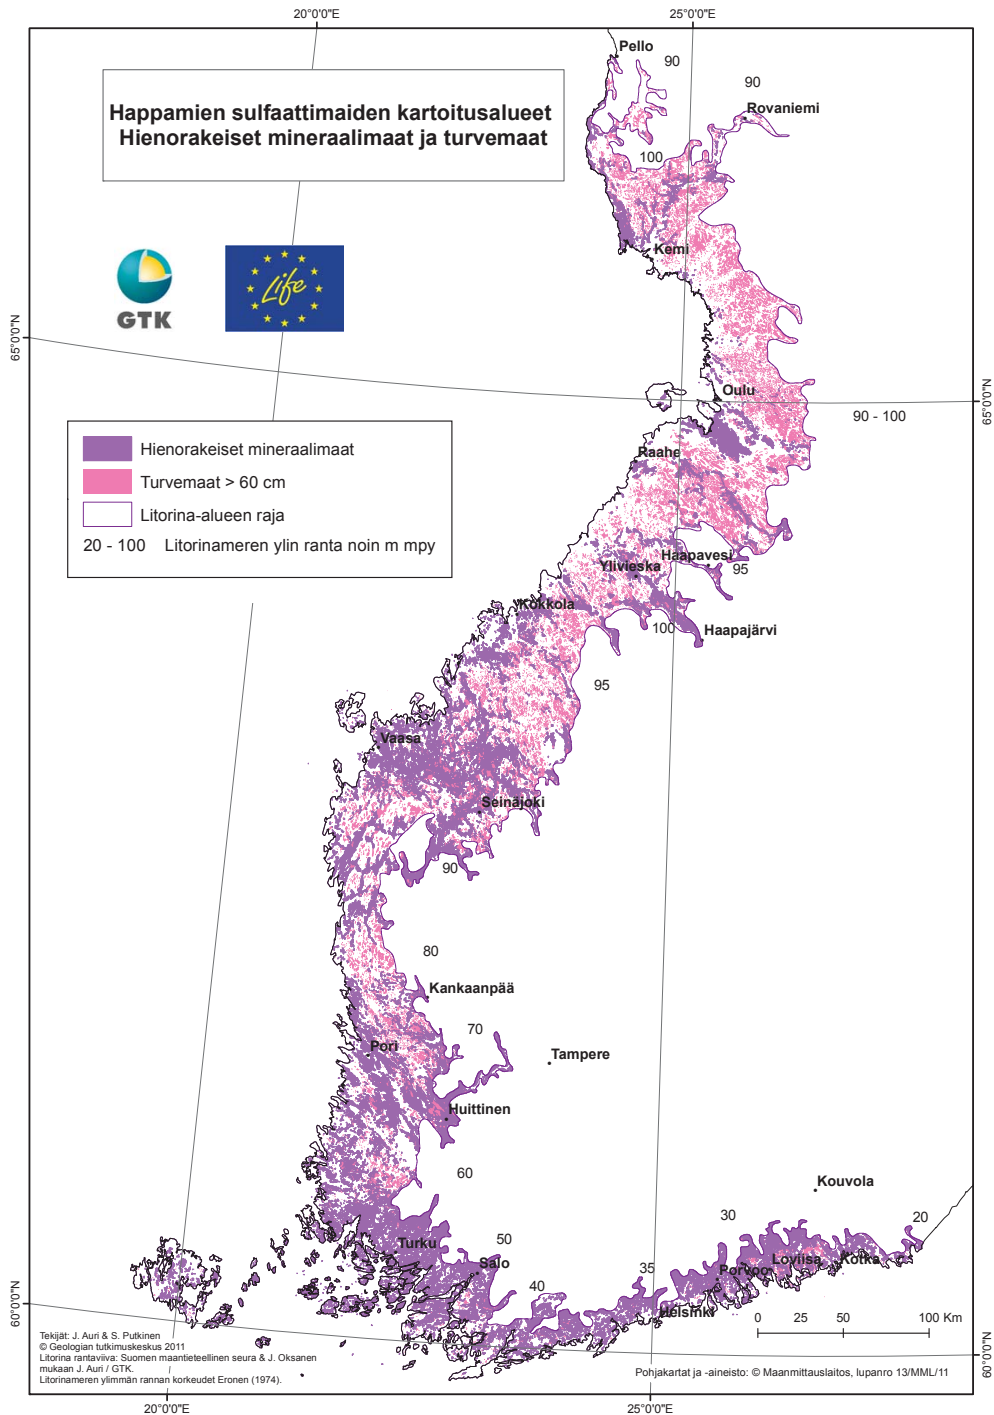 20°0'0"E
25°0'0"E
Pello
90
90
Rovaniemi
Happamien sulfaattimaiden kartoitusalueet
Hienorakeiset mineraalimaat ja turvemaat
100
Kemi
GTK
Life
65°0'0"N
Oulu
65°0'0"N
90 - 100
Hienorakeiset mineraalimaat
Raahe
Turvemaat > 60 cm
Litorina-alueen raja
20 - 100 Litorinameren ylin ranta noin m mpy
Haapavesi
Ylivieska
95
Kokkola
100
Haapajärvi
95
Vaasa
Seinäjoki
90
80
Kankaanpää
70
Pori
Tampere
Huittinen
60
Kouvola
30
20
50
Turku
Salo
Loviisa
Kotka
35
Porvoo
40
Helsinki
60°0'0"N
0 25 50 100 Km
Tekijät: J. Auri & S. Putkinen
© Geologian tutkimuskeskus 2011
Litorina rantaviiva: Suomen maantieteellinen seura & J. Oksanen
mukaan J. Auri / GTK.
Litorinameren ylimmän rannan korkeudet Eronen (1974).
Pohjakartat ja -aineisto: © Maanmittauslaitos, lupanro 13/MML/11
60°0'0"N
20°0'0"E
25°0'0"E